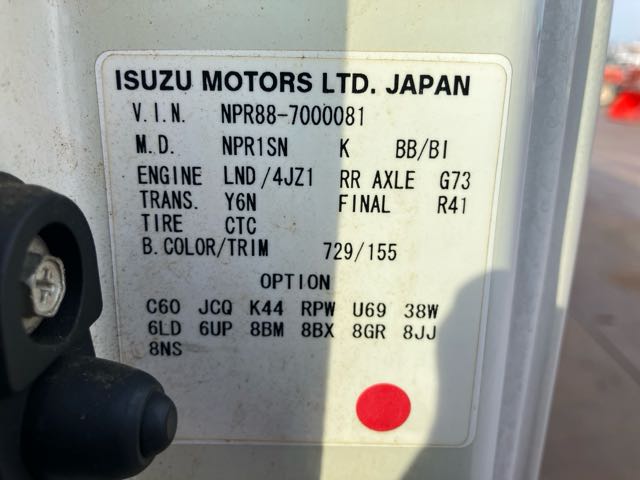 ISUZU MOTORS LTD. JAPAN
V.I.N. NPR88-7000081
M.D. NPR1SN K BB/BI
ENGINE LND/4JZ1 RR AXLE G73
TRANS. Y6N FINAL R41
TIRE CTC
B.COLOR/TRIM 729/155
OPTION
C60 JCQ K44 RPW U69 38W
6LD 6UP 8BM 8BX 8GR 8JJ
8NS